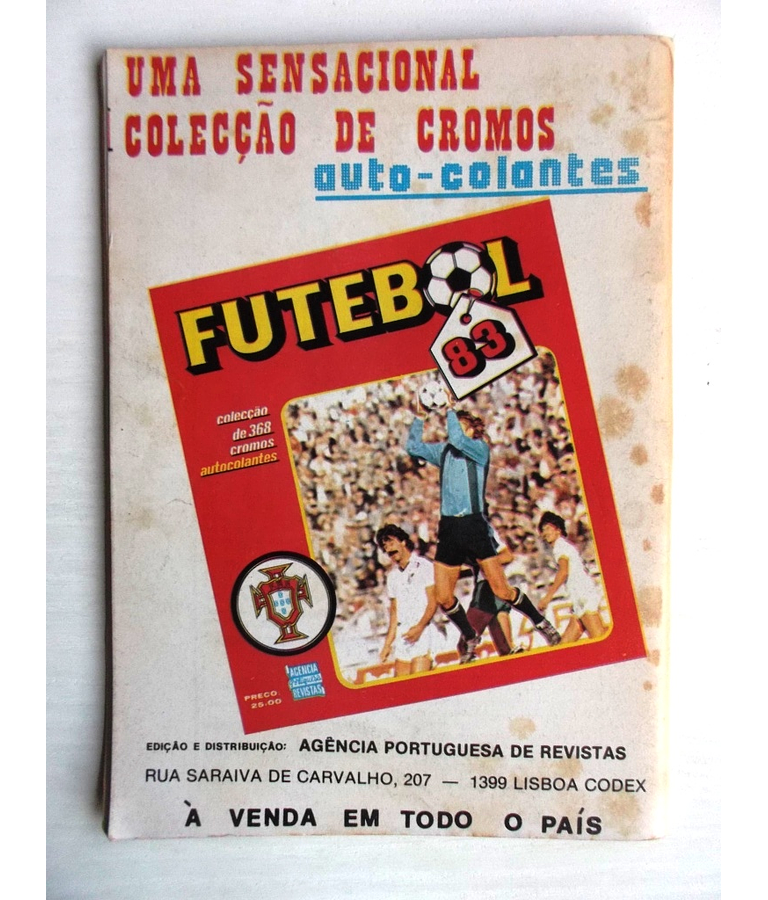 UMA SENSACIONAL
COLECÇÃO DE CROMOS
auto-colantes
FUTEBOL
83
colecção
de 368
cromos
autocolantes
AGENCIA
REVISTAS
PREÇO
25.00
EDIÇÃO E DISTRIBUIÇÃO: AGÊNCIA PORTUGUESA DE REVISTAS
RUA SARAIVA DE CARVALHO, 207 — 1399 LISBOA CODEX
À VENDA EM TODO O PAÍS